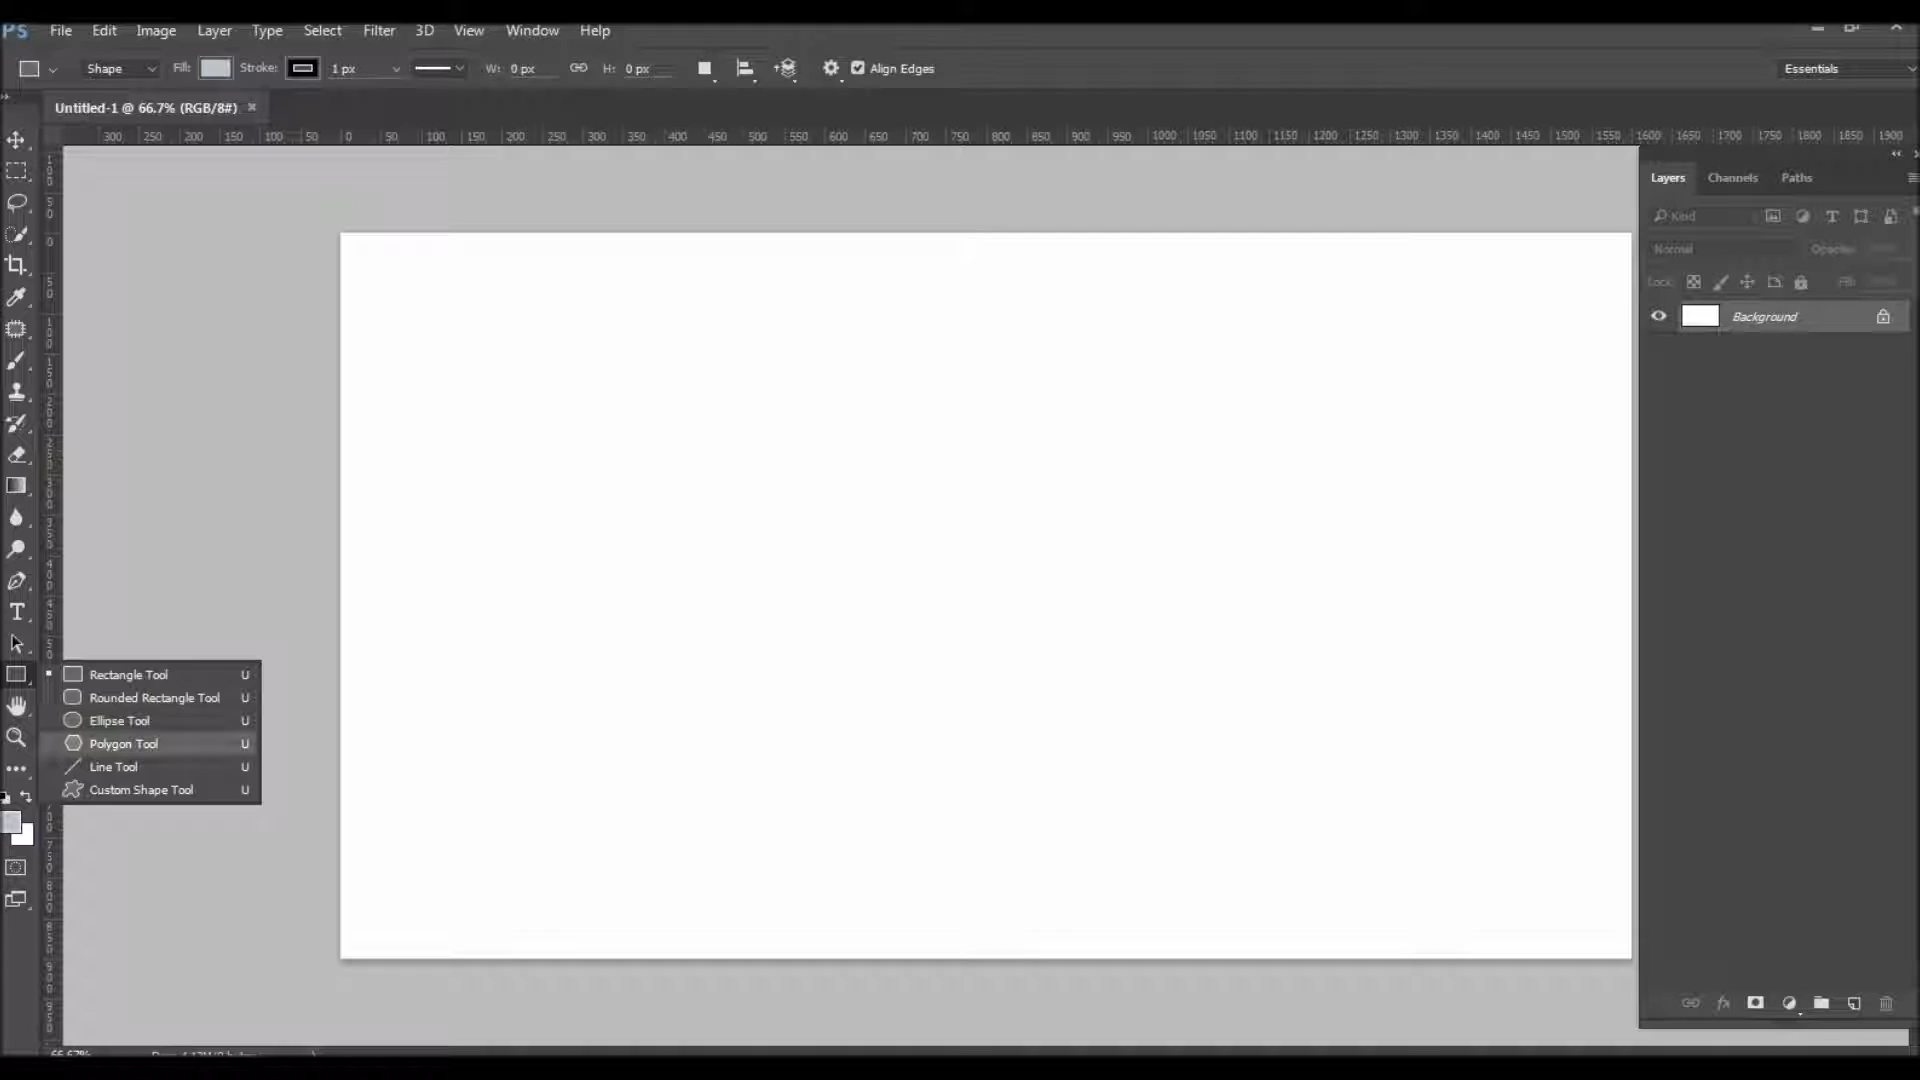 Ps File Edit Image Layer Type Select Filter 3D View Window Help
Shape Fill: Stroke: 1 px W: 0 px H: 0 px Align Edges Essentials
Untitled-1 @ 66.7% (RGB/8#) ×
300 250 200 150 100 50 0 50 100 150 200 250 300 350 400 450 500 550 600 650 700 750 800 850 900 950 1000 1050 1100 1150 1200 1250 1300 1350 1400 1450 1500 1550 1600 1650 1700 1750 1800 1850 1900
Layers Channels Paths
Kind
Normal Opacity:
Lock: Fill:
Background
Rectangle Tool U
Rounded Rectangle Tool U
Ellipse Tool U
Polygon Tool U
Line Tool U
Custom Shape Tool U
66.67%